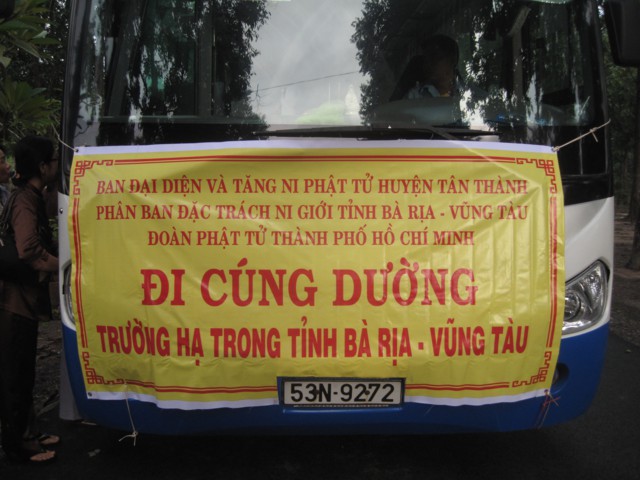 BAN ĐẠI DIỆN VÀ TĂNG NI PHẬT TỬ HUYỆN TÂN THÀNH
PHÂN BAN ĐẶC TRÁCH NI GIỚI TỈNH BÀ RỊA - VŨNG TÀU
ĐOÀN PHẬT TỬ THÀNH PHỐ HỒ CHÍ MINH
ĐI CÚNG DƯỜNG
TRƯỜNG HẠ TRONG TỈNH BÀ RỊA - VŨNG TÀU
53N-9272